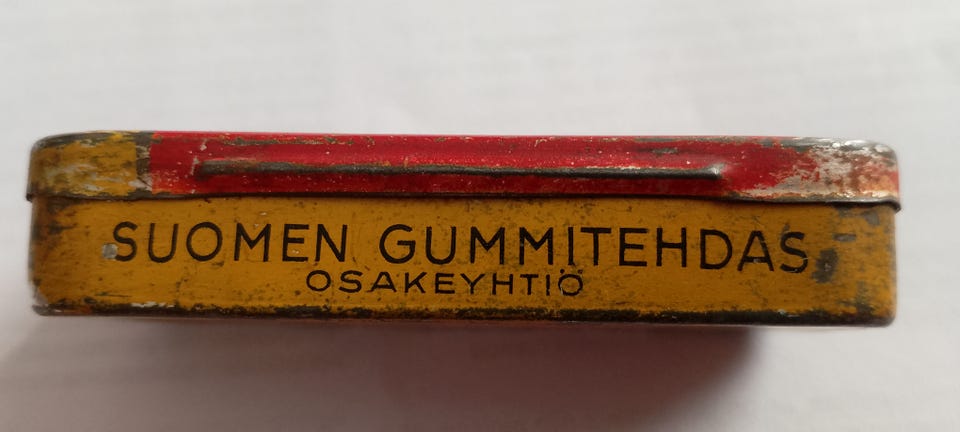 SUOMEN GUMMITEHDAS
OSAKEYHTIÖ